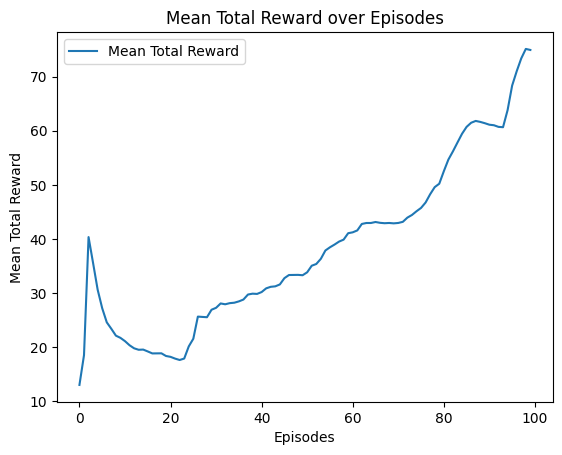 Mean Total Reward over Episodes
Mean Total Reward
Mean Total Reward
70
60
50
40
30
20
10
0 20 40 60 80 100
Episodes